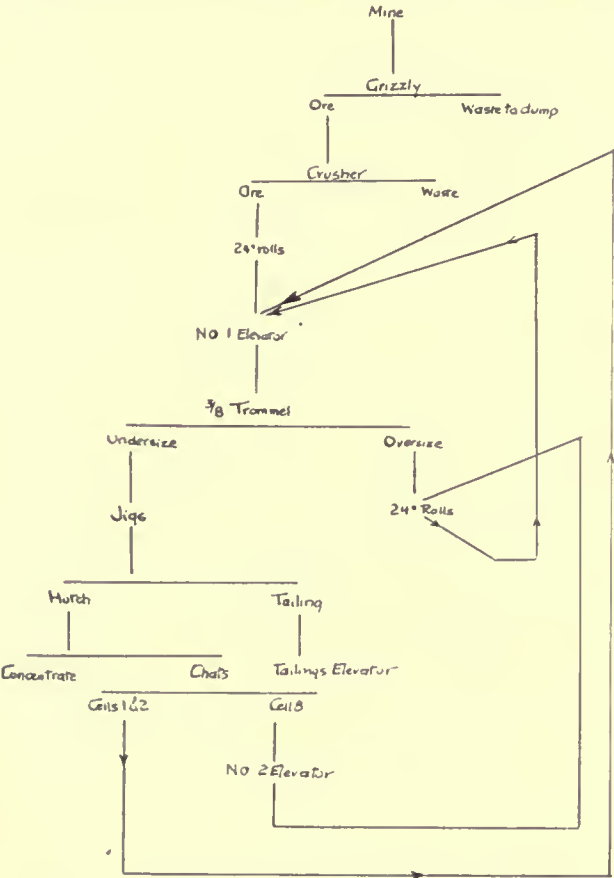 Mine
Grizzly
Ore Waste to dump
Crusher
Ore Waste
24" rolls
No 1 Elevator
3/8 Trommel
Undersize Oversize
24" Rolls
Jigs
Hutch Tailing
Concentrate Chats Tailings Elevator
Cells 1&2 Cell 3
No 2 Elevator